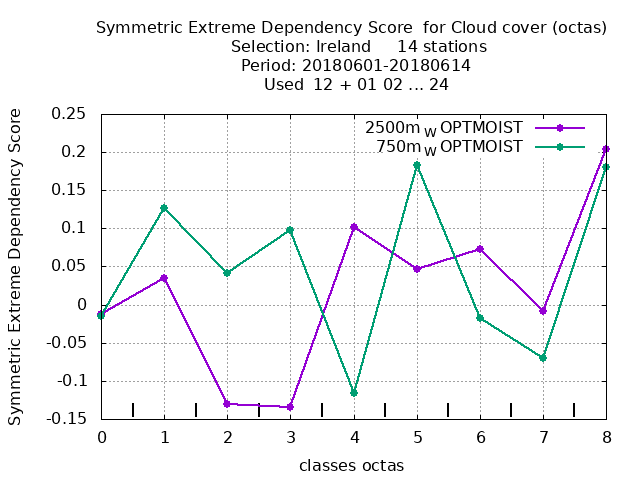 Symmetric Extreme Dependency Score  for Cloud cover (octas)
Selection: Ireland     14 stations
Period: 20180601-20180614
Used  12 + 01 02 ... 24
Symmetric Extreme Dependency Score
0.25
0.2
0.15
0.1
0.05
0
-0.05
-0.1
-0.15
2500m W OPTMOIST
750m W OPTMOIST
0 1 2 3 4 5 6 7 8
classes octas